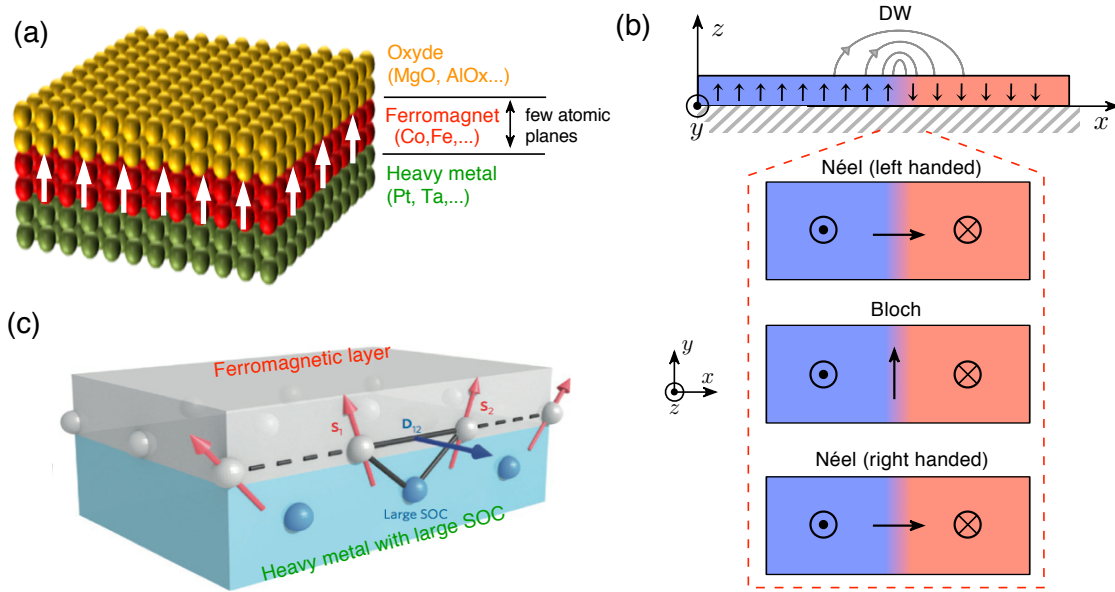 (a)
Oxyde
(MgO, AlOx...)
Ferromagnet
(Co,Fe,...)
few atomic
planes
Heavy metal
(Pt, Ta,...)
(b)
DW
z
y
x
Néel (left handed)
Bloch
y
x
z
Néel (right handed)
(c)
Ferromagnetic layer
S1
D12
S2
Large SOC
Heavy metal with large SOC